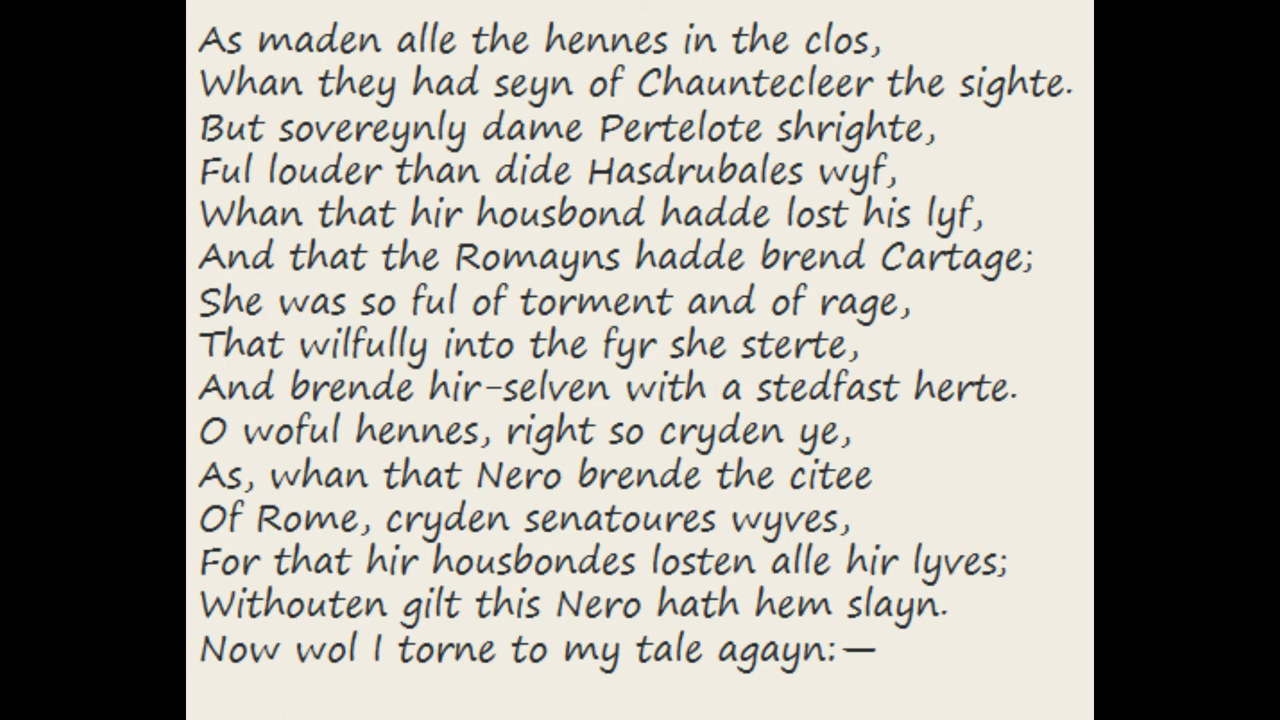 As maden alle the hennes in the clos,
Whan they had seyn of Chauntecleer the sighte.
But sovereynly dame Pertelote shrighte,
Ful louder than dide Hasdrubales wyf,
Whan that hir housbond hadde lost his lyf,
And that the Romayns hadde brend Cartage;
She was so ful of torment and of rage,
That wilfully into the fyr she sterte,
And brende hir-selven with a stedfast herte.
O woful hennes, right so cryden ye,
As, whan that Nero brende the citee
Of Rome, cryden senatoures wyves,
For that hir housbondes losten alle hir lyves;
Withouten gilt this Nero hath hem slayn.
Now wol I torne to my tale agayn:—